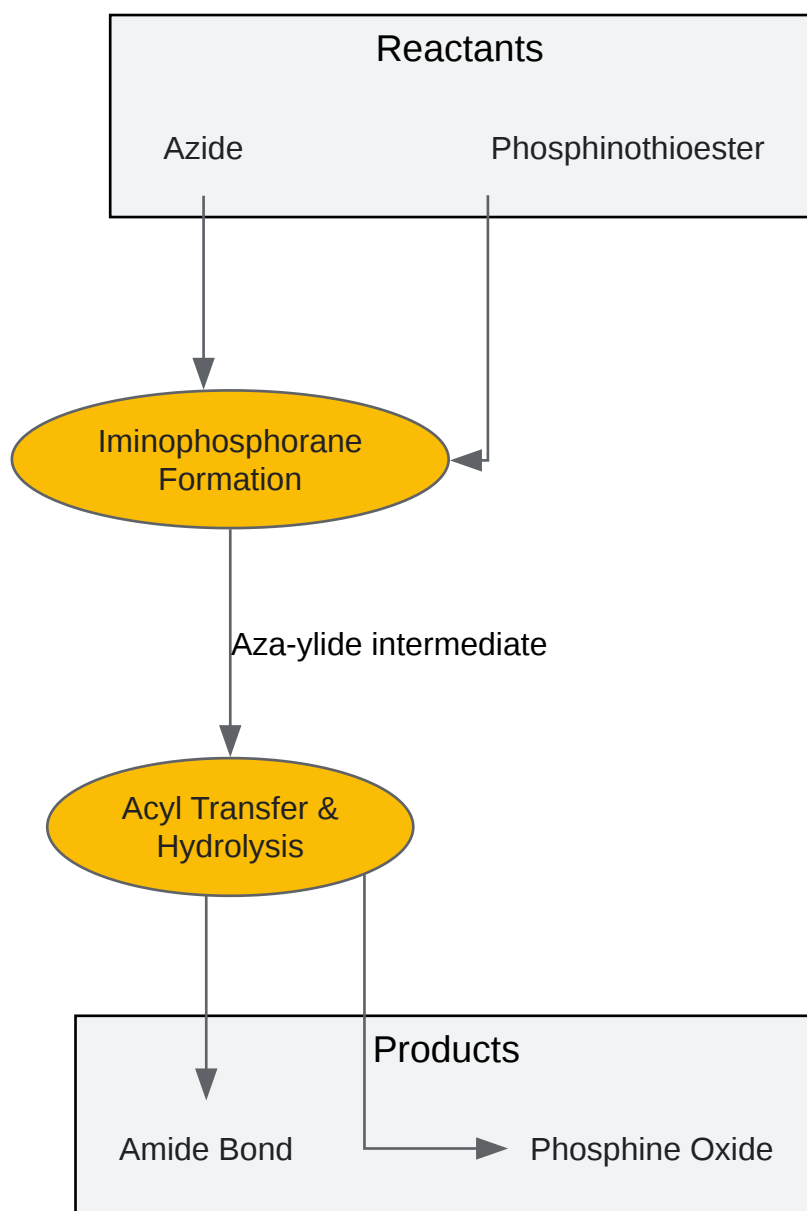 Reactants
Azide
Phosphinothioester
Iminophosphorane
Formation
Aza-ylide intermediate
Acyl Transfer &
Hydrolysis
Products
Amide Bond
Phosphine Oxide